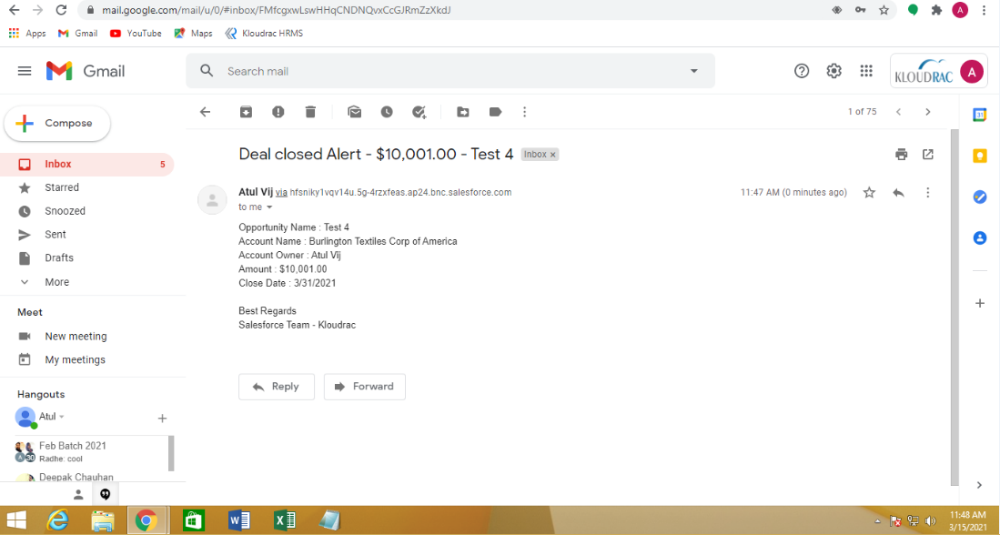 mail.google.com/mail/u/0/#inbox/FMfcgxwLswHHqCNDNQvxCcGJRmZzXkdJ
A
Apps Gmail YouTube Maps Kloudrac HRMS
Gmail
Search mail
KLOUDRAC A
Compose
1 of 75
31
Inbox 5
Starred
Snoozed
Sent
Drafts
More
Meet
New meeting
My meetings
Hangouts
Atul
Feb Batch 2021
A 30 Radhe: cool
Deepak Chauhan
Deal closed Alert - $10,001.00 - Test 4 Inbox x
Atul Vij via hfsniky1vqv14u.5g-4rzxfeas.ap24.bnc.salesforce.com
11:47 AM (0 minutes ago)
to me
Opportunity Name : Test 4
Account Name : Burlington Textiles Corp of America
Account Owner : Atul Vij
Amount : $10,001.00
Close Date : 3/31/2021
Best Regards
Salesforce Team - Kloudrac
Reply
Forward
11:48 AM
3/15/2021